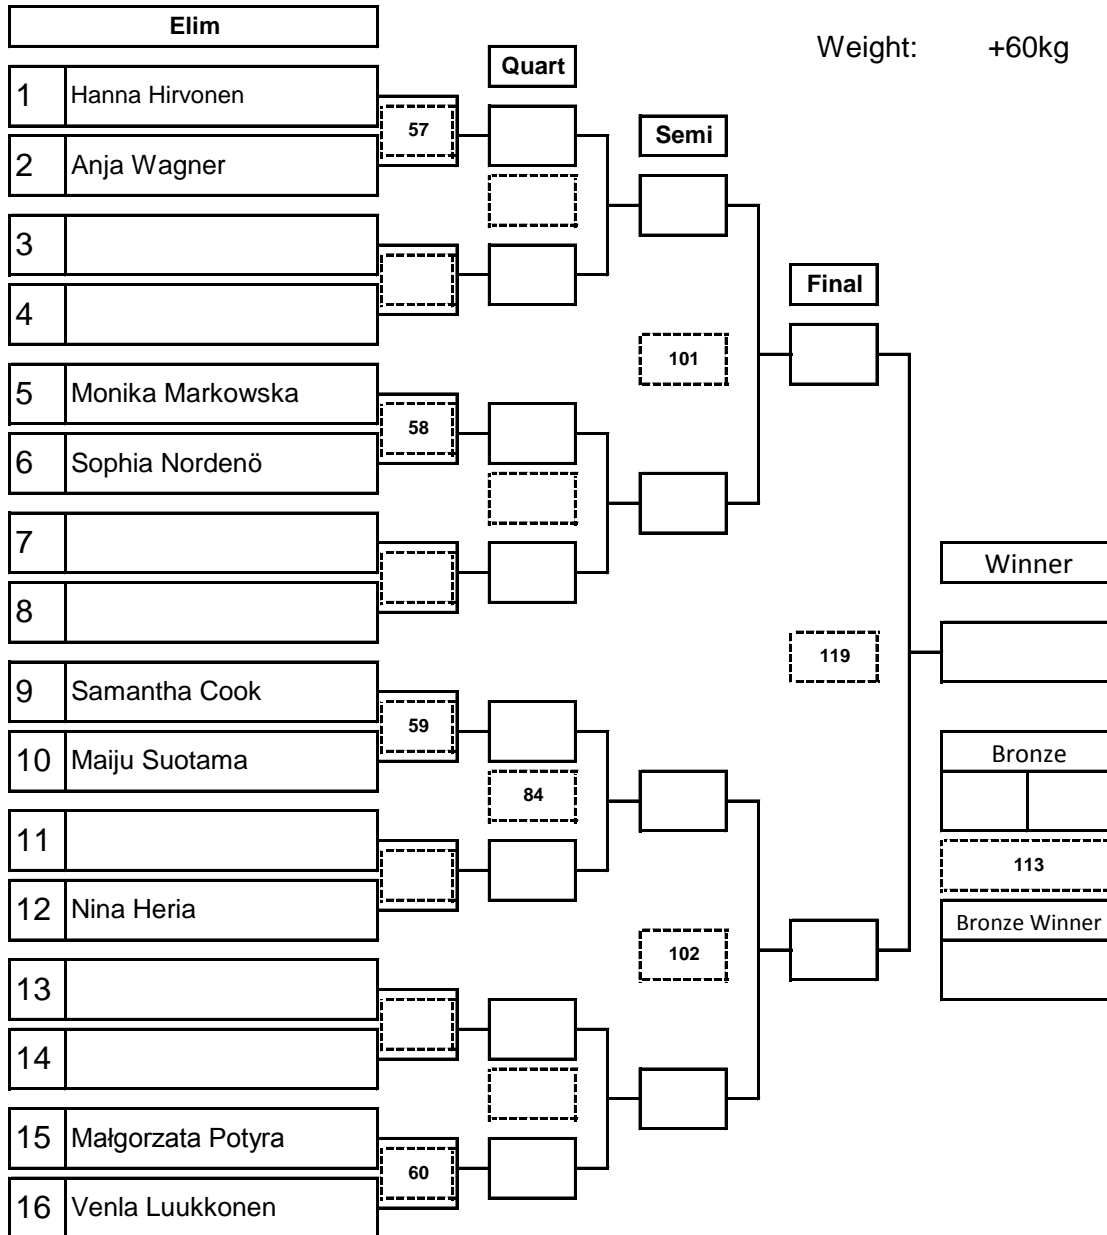 Elim
Weight: +60kg
Quart
1 Hanna Hirvonen
57
Semi
2 Anja Wagner
3
Final
4
101
5 Monika Markowska
58
6 Sophia Nordenö
7
Winner
8
119
9 Samantha Cook
59
10 Maiju Suotama
Bronze
84
11
113
12 Nina Heria
Bronze Winner
102
13
14
15 Małgorzata Potyra
60
16 Venla Luukkonen